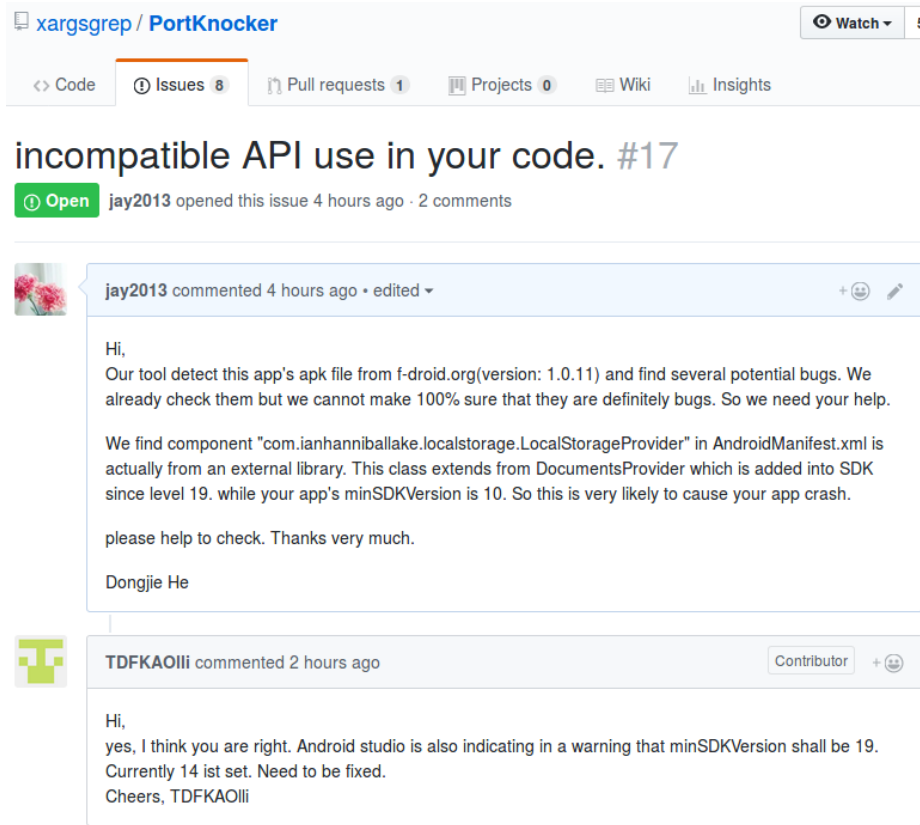 xargsgrep / PortKnocker
Watch
Code
Issues 8
Pull requests 1
Projects 0
Wiki
Insights
incompatible API use in your code. #17
Open
jay2013 opened this issue 4 hours ago · 2 comments
jay2013 commented 4 hours ago • edited
Hi,
Our tool detect this app's apk file from f-droid.org(version: 1.0.11) and find several potential bugs. We
already check them but we cannot make 100% sure that they are definitely bugs. So we need your help.
We find component "com.ianhanniballake.localstorage.LocalStorageProvider" in AndroidManifest.xml is
actually from an external library. This class extends from DocumentsProvider which is added into SDK
since level 19. while your app's minSDKVersion is 10. So this is very likely to cause your app crash.
please help to check. Thanks very much.
Dongjie He
TDFKAOlli commented 2 hours ago
Contributor
Hi,
yes, I think you are right. Android studio is also indicating in a warning that minSDKVersion shall be 19.
Currently 14 ist set. Need to be fixed.
Cheers, TDFKAOlli